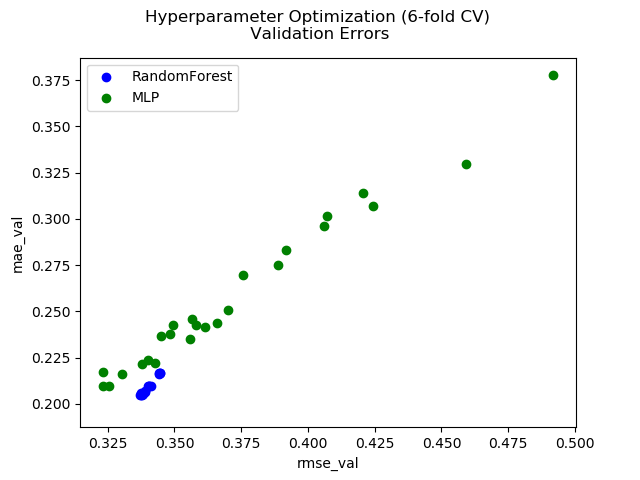 Hyperparameter Optimization (6-fold CV)
Validation Errors
RandomForest
MLP
mae_val
0.375
0.350
0.325
0.300
0.275
0.250
0.225
0.200
0.325 0.350 0.375 0.400 0.425 0.450 0.475 0.500
rmse_val